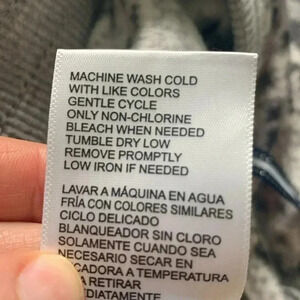 MACHINE WASH COLD
WITH LIKE COLORS
GENTLE CYCLE
ONLY NON-CHLORINE
BLEACH WHEN NEEDED
TUMBLE DRY LOW
REMOVE PROMPTLY
LOW IRON IF NEEDED
LAVAR A MÁQUINA EN AGUA
FRÍA CON COLORES SIMILARES
CICLO DELICADO
BLANQUEADOR SIN CLORO
SOLAMENTE CUANDO SEA
NECESARIO SECAR EN
ECADORA A TEMPERATURA
A RETIRAR
EDIATAMENTE